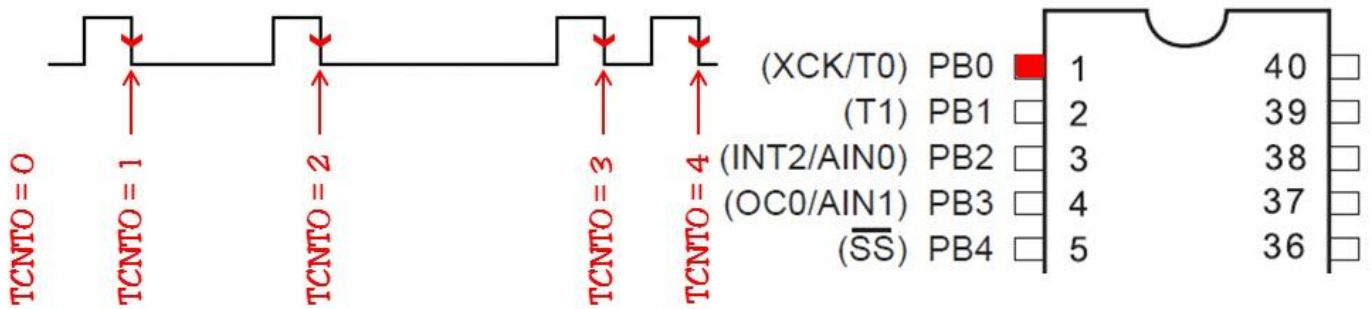 TCNT0 = 0
TCNT0 = 1
TCNT0 = 2
TCNT0 = 3
TCNT0 = 4
(XCK/T0) PB0 1 40
(T1) PB1 2 39
(INT2/AIN0) PB2 3 38
(OC0/AIN1) PB3 4 37
(S̅S̅) PB4 5 36